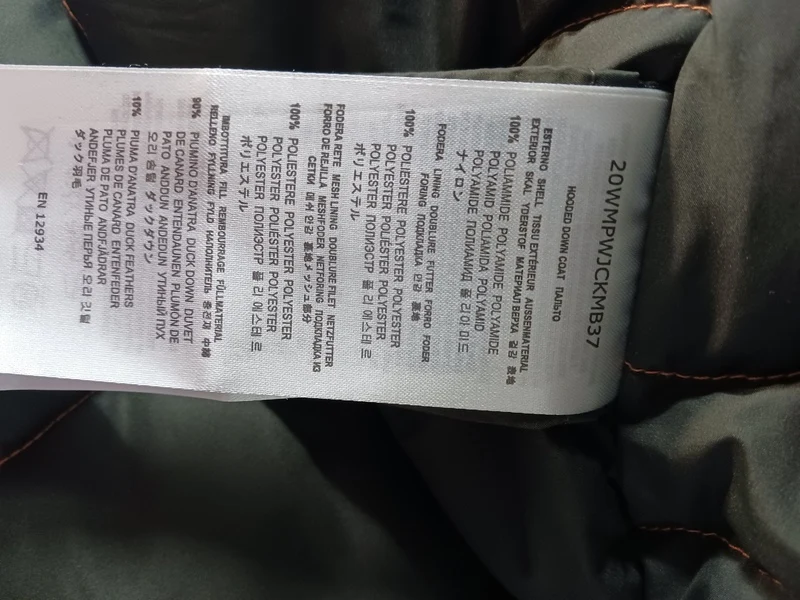 20WMPWJCKMB37
HOODED DOWN COAT ПАЛЬТО
ESTERNO SHELL TISSU EXTÉRIEUR AUSSENMATERIAL
EXTERIOR SKAL YDERSTOF МАТЕРИАЛ ВЕРХА 겉감 表地
100% POLIAMMIDE POLYAMIDE POLYAMIDE
POLYAMID POLIAMIDA POLYAMID
POLYAMIDE ПОЛИАМИД 폴리아미드
ナイロン
FODERA LINING DOUBLURE FUTTER FORRO FODER
FORING ПОДКЛАДКА 안감 裏地
100% POLIESTERE POLYESTER POLYESTER
POLYESTER POLIÉSTER POLYESTER
POLYESTER ПОЛИЭСТР 폴리에스테르
ポリエステル
FODERA RETE MESH LINING DOUBLURE FILET NETZFUTTER
FORRO DE REJILLA MESHFODER NETFORING ПОДКЛАДКА ИЗ
СЕТКИ 메쉬 안감 裏地メッシュ部分
100% POLIESTERE POLYESTER POLYESTER
POLYESTER POLIÉSTER POLYESTER
POLYESTER ПОЛИЭСТР 폴리에스테르
ポリエステル
IMBOTTITURA FILL REMBOURRAGE FÜLLMATERIAL
RELLENO FYLLNING FYLD НАПОЛНИТЕЛЬ 충전재 中綿
90% PIUMINO D'ANATRA DUCK DOWN DUVET
DE CANARD ENTENDAUNEN PLUMÓN DE
PATO ANDDUN ANDEDUN УТИНЫЙ ПУХ
오리 솜털 ダックダウン
10% PIUMA D'ANATRA DUCK FEATHERS
PLUMES DE CANARD ENTENFEDER
PLUMA DE PATO ANDFJÄDRAR
ANDEFJER УТИНЫЕ ПЕРЬЯ 오리 깃털
ダック羽毛
EN 12934